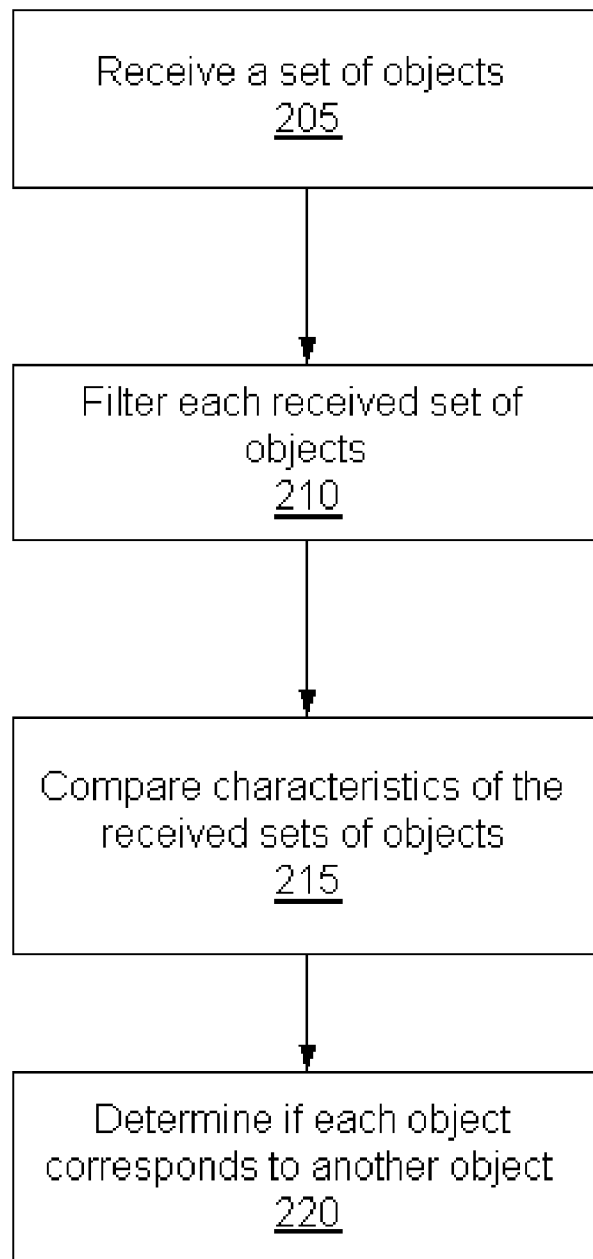 Receive a set of objects
205
Filter each received set of
objects
210
Compare characteristics of the
received sets of objects
215
Determine if each object
corresponds to another object
220